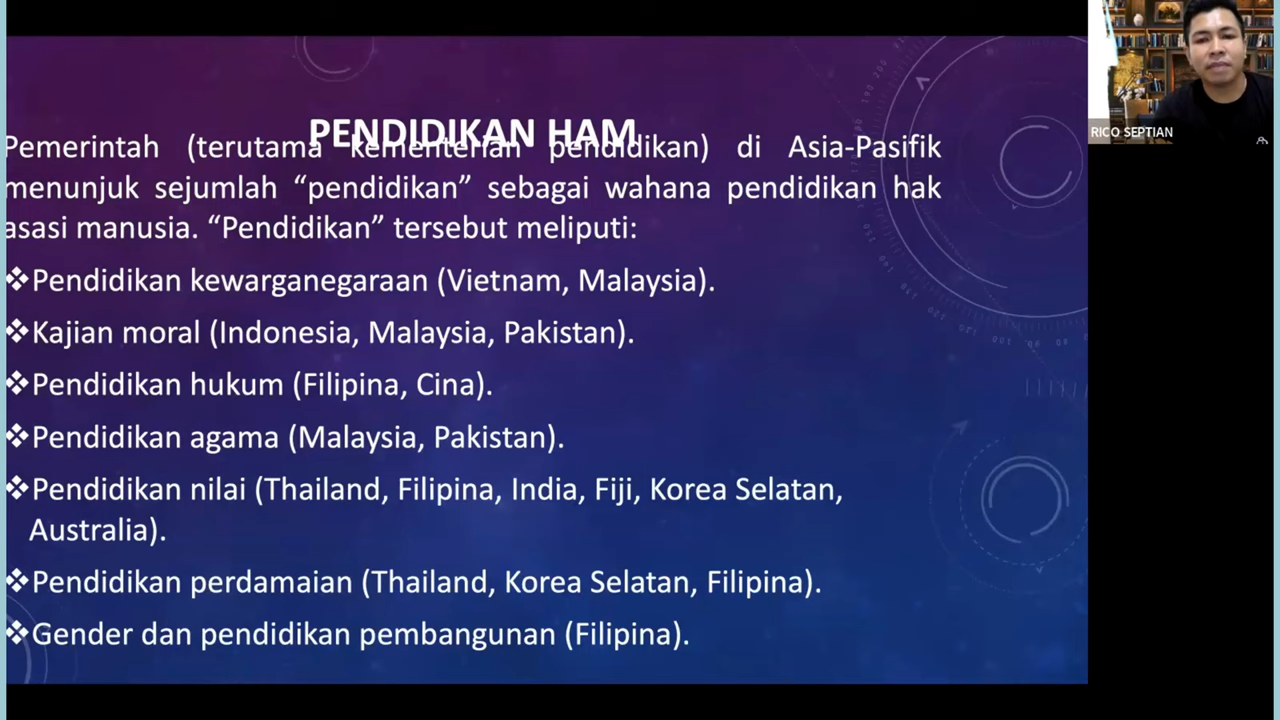 PENDIDIKAN HAM
Pemerintah (terutama kementerian pendidikan) di Asia-Pasifik
menunjuk sejumlah “pendidikan” sebagai wahana pendidikan hak
asasi manusia. “Pendidikan” tersebut meliputi:
❖Pendidikan kewarganegaraan (Vietnam, Malaysia).
❖Kajian moral (Indonesia, Malaysia, Pakistan).
❖Pendidikan hukum (Filipina, Cina).
❖Pendidikan agama (Malaysia, Pakistan).
❖Pendidikan nilai (Thailand, Filipina, India, Fiji, Korea Selatan,
Australia).
❖Pendidikan perdamaian (Thailand, Korea Selatan, Filipina).
❖Gender dan pendidikan pembangunan (Filipina).
RICO SEPTIAN